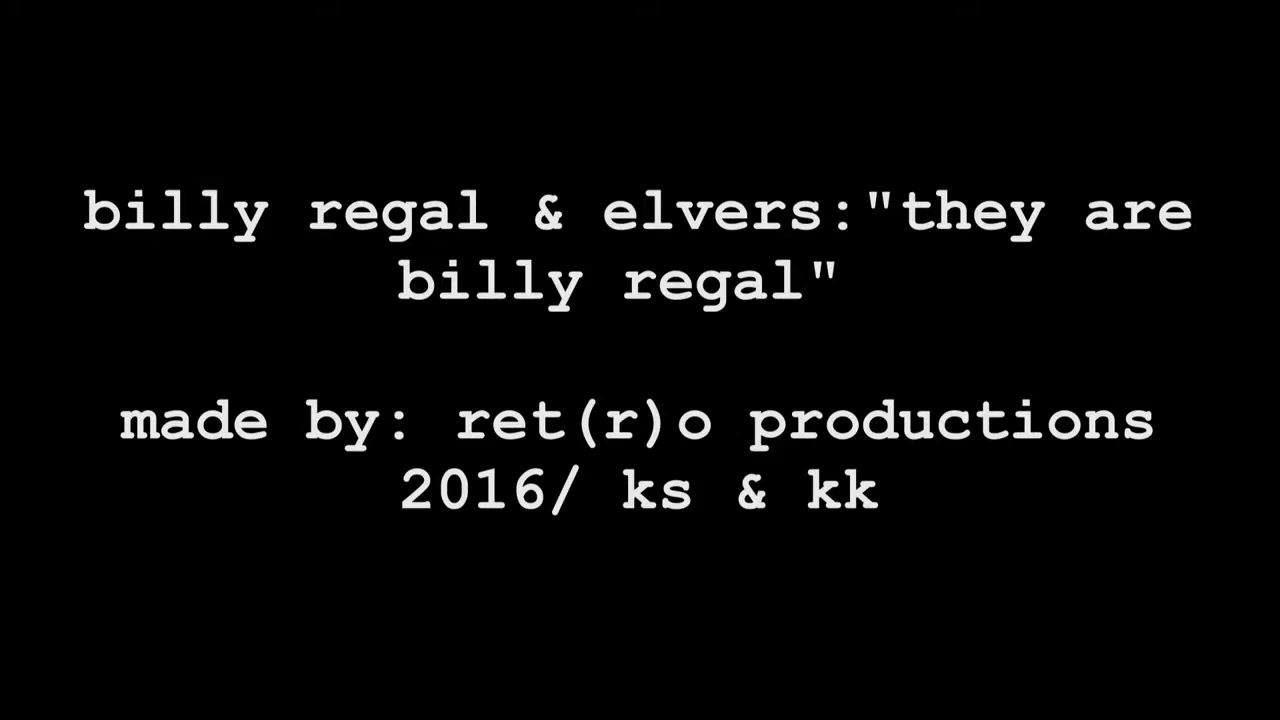 billy regal & elvers:"they are
billy regal"
made by: ret(r)o productions
2016/ ks & kk